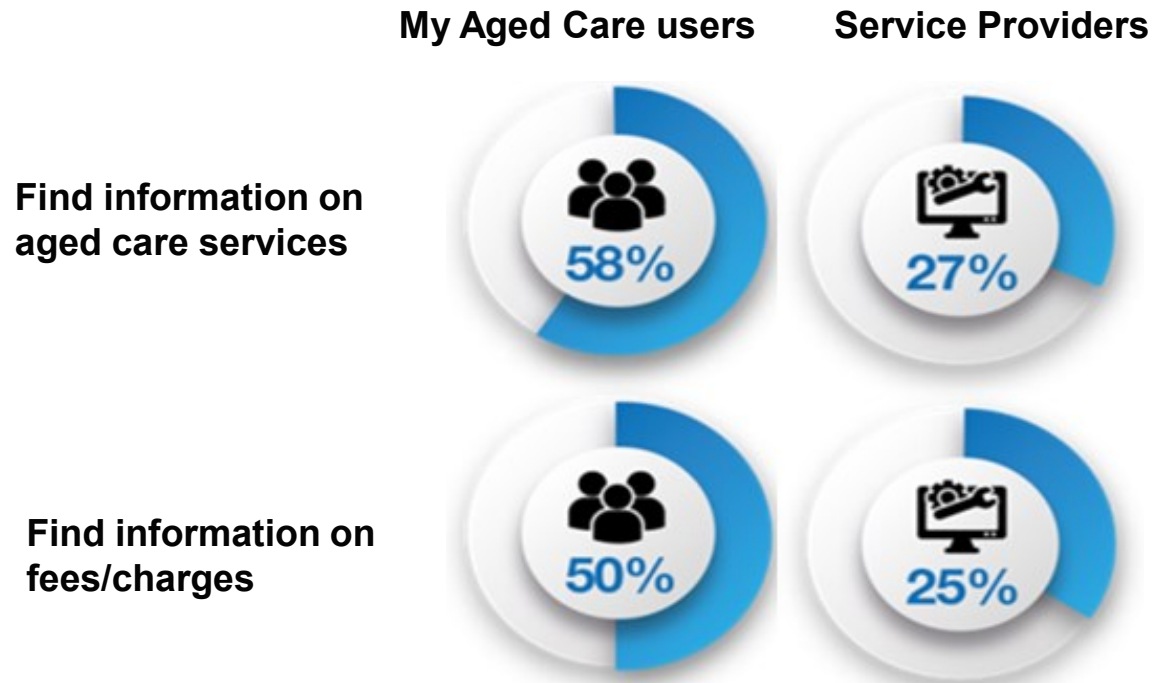 My Aged Care users
Service Providers
Find information on
aged care services
58%
27%
Find information on
fees/charges
50%
25%